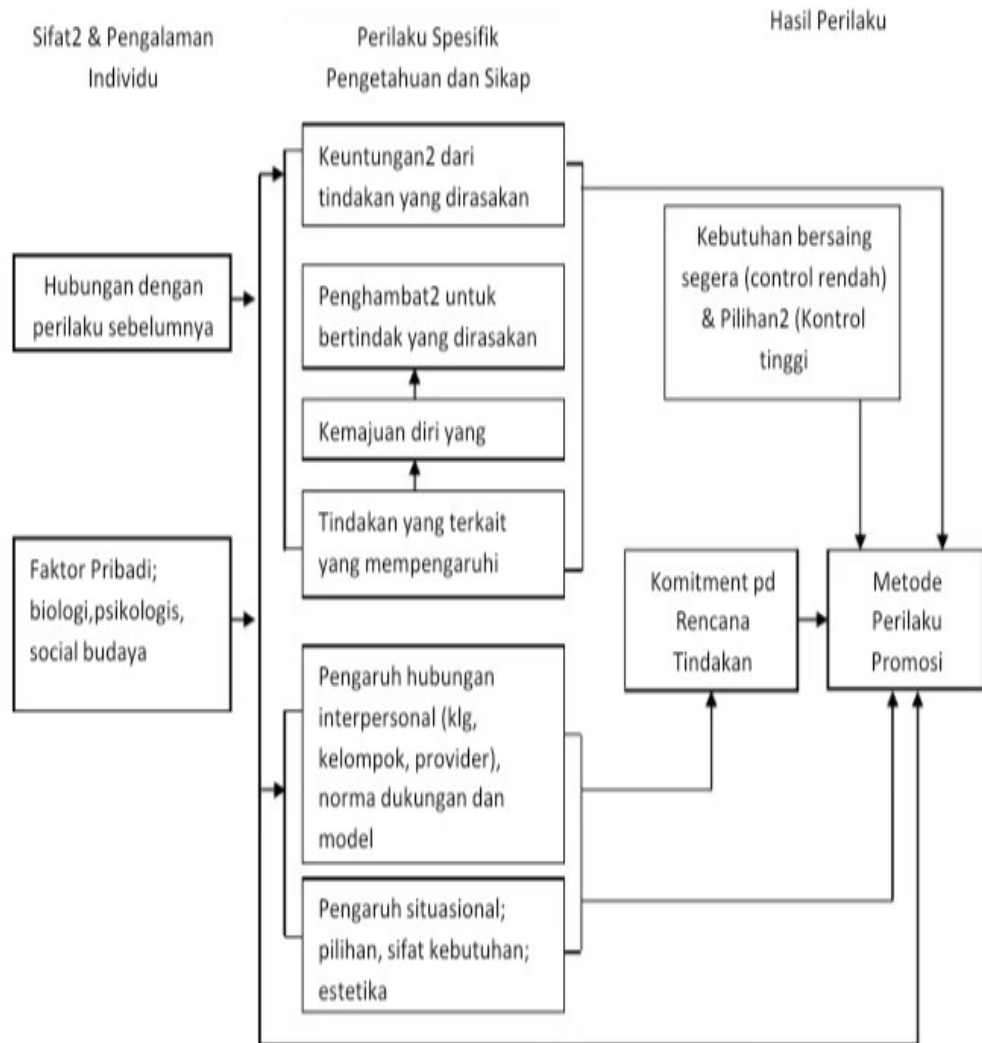 Sifat2 & Pengalaman
Individu
Perilaku Spesifik
Pengetahuan dan Sikap
Hasil Perilaku
Hubungan dengan
perilaku sebelumnya
Faktor Pribadi;
biologi,psikologis,
social budaya
Keuntungan2 dari
tindakan yang dirasakan
Penghambat2 untuk
bertindak yang dirasakan
Kemajuan diri yang
Tindakan yang terkait
yang mempengaruhi
Pengaruh hubungan
interpersonal (klg,
kelompok, provider),
norma dukungan dan
model
Pengaruh situasional;
pilihan, sifat kebutuhan;
estetika
Kebutuhan bersaing
segera (control rendah)
& Pilihan2 (Kontrol
tinggi
Komitment pd
Rencana
Tindakan
Metode
Perilaku
Promosi